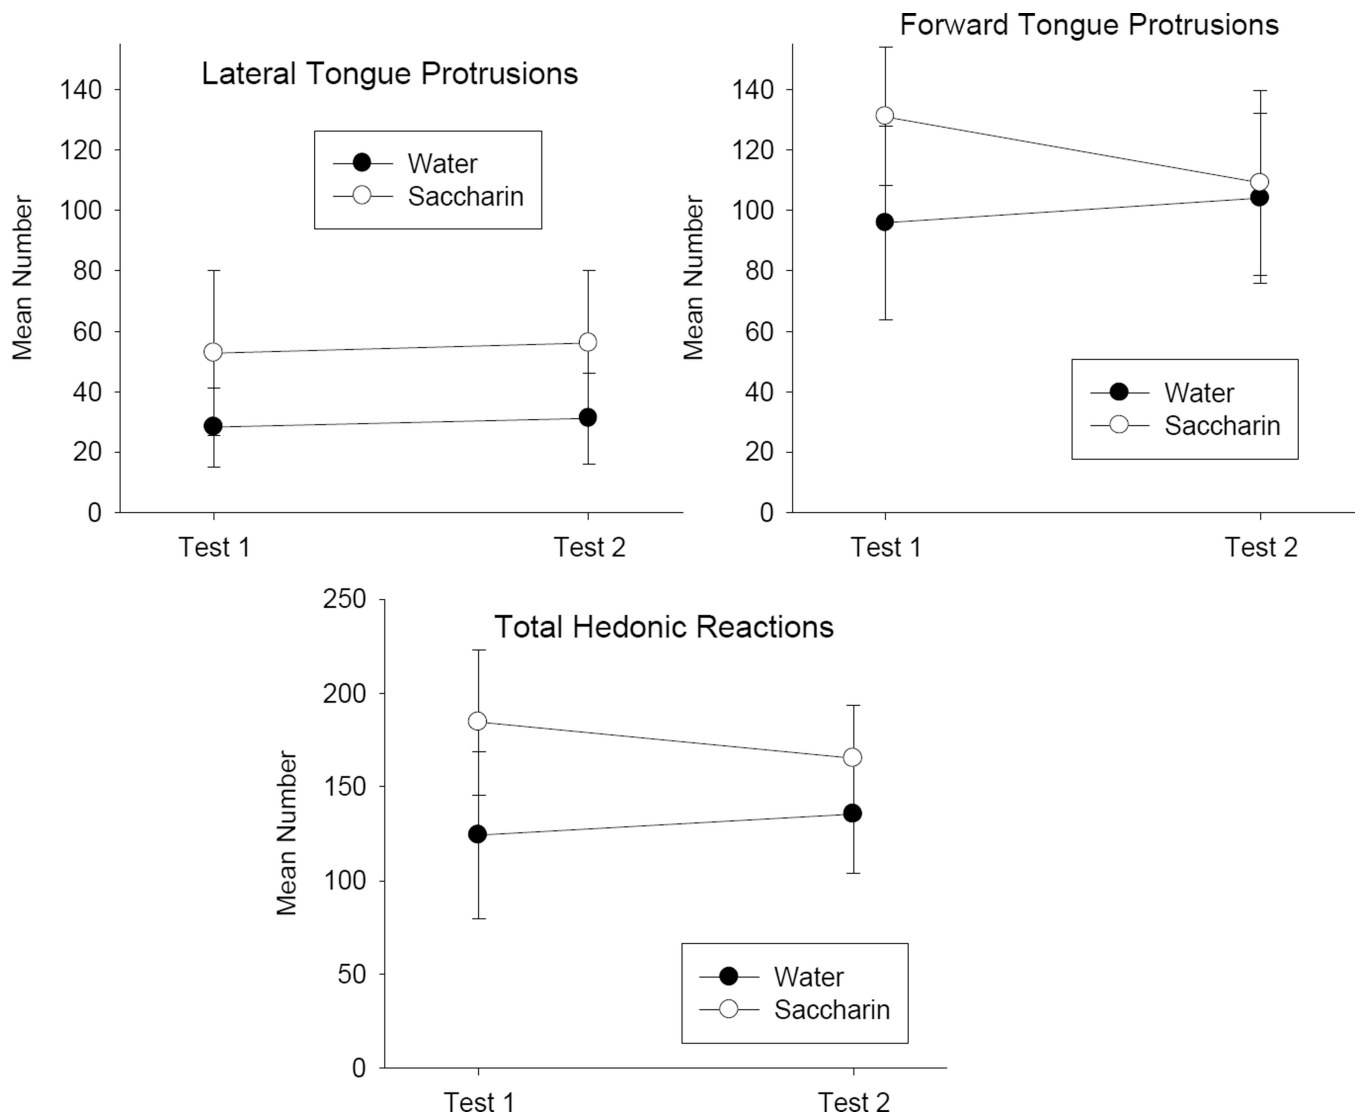 Lateral Tongue Protrusions
Mean Number
140
120
100
80
60
40
20
0
Water
Saccharin
Test 1
Test 2
Forward Tongue Protrusions
Mean Number
140
120
100
80
60
40
20
0
Water
Saccharin
Test 1
Test 2
Total Hedonic Reactions
Mean Number
250
200
150
100
50
0
Water
Saccharin
Test 1
Test 2